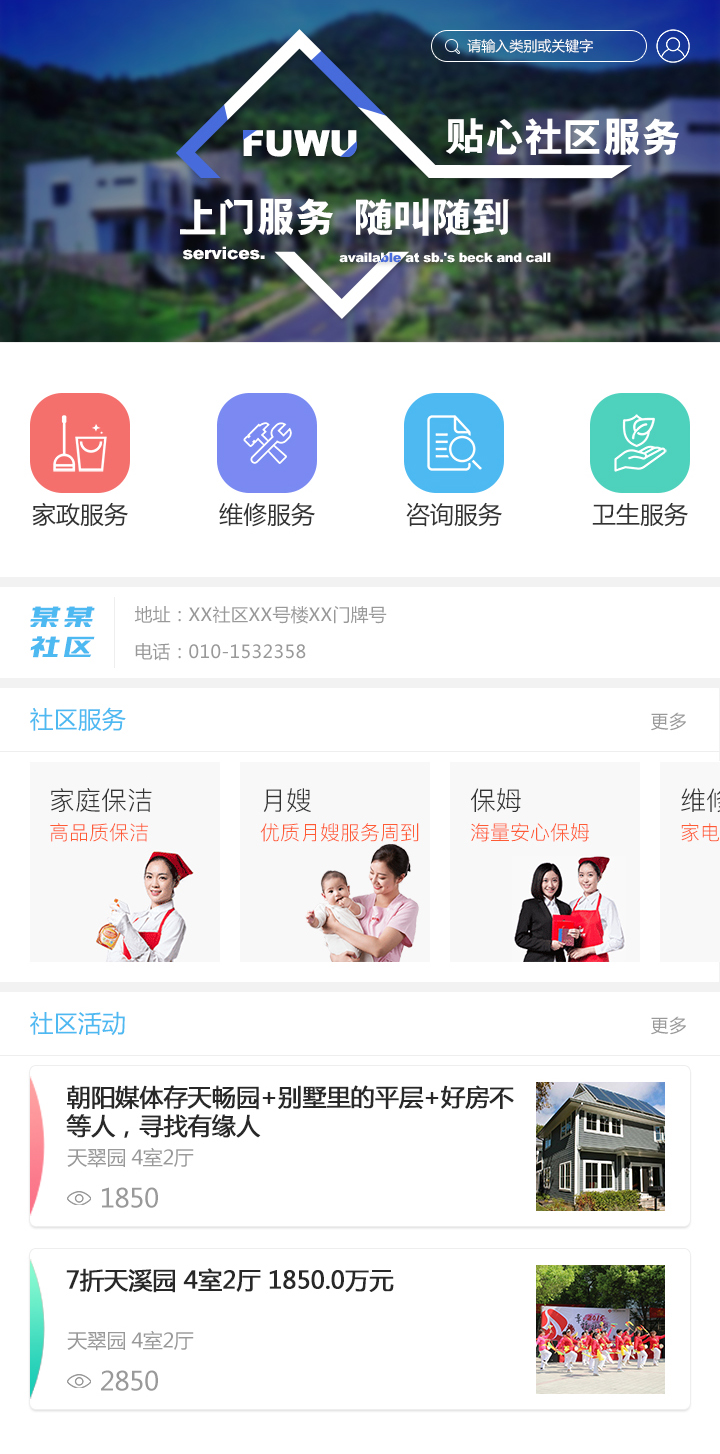 请输入类别或关键字
FUWU
贴心社区服务
上门服务 随叫随到
services.
available at sb.'s beck and call
家政服务
维修服务
咨询服务
卫生服务
某某
社区
地址：XX社区XX号楼XX门牌号
电话：010-1532358
社区服务
更多
家庭保洁
高品质保洁
月嫂
优质月嫂服务周到
保姆
海量安心保姆
维修
家电
社区活动
更多
朝阳媒体存天畅园+别墅里的平层+好房不
等人，寻找有缘人
天翠园 4室2厅
1850
7折天溪园 4室2厅 1850.0万元
天翠园 4室2厅
2850